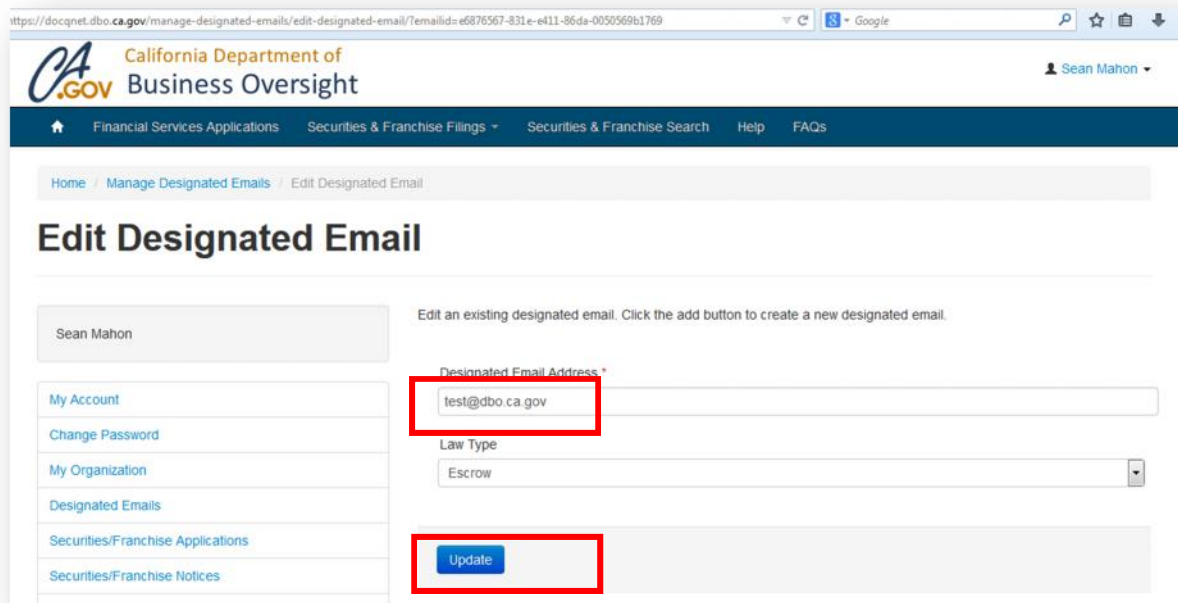 ttps://docqnet.dbo.ca.gov/manage-designated-emails/edit-designated-email/?emailid=e6876567-831e-e411-86da-0050569b1769
Google
CA.GOV
California Department of
Business Oversight
Sean Mahon
Financial Services Applications Securities & Franchise Filings Securities & Franchise Search Help FAQs
Home / Manage Designated Emails / Edit Designated Email
Edit Designated Email
Sean Mahon
My Account
Change Password
My Organization
Designated Emails
Securities/Franchise Applications
Securities/Franchise Notices
Edit an existing designated email. Click the add button to create a new designated email.
Designated Email Address *
test@dbo.ca.gov
Law Type
Escrow
Update